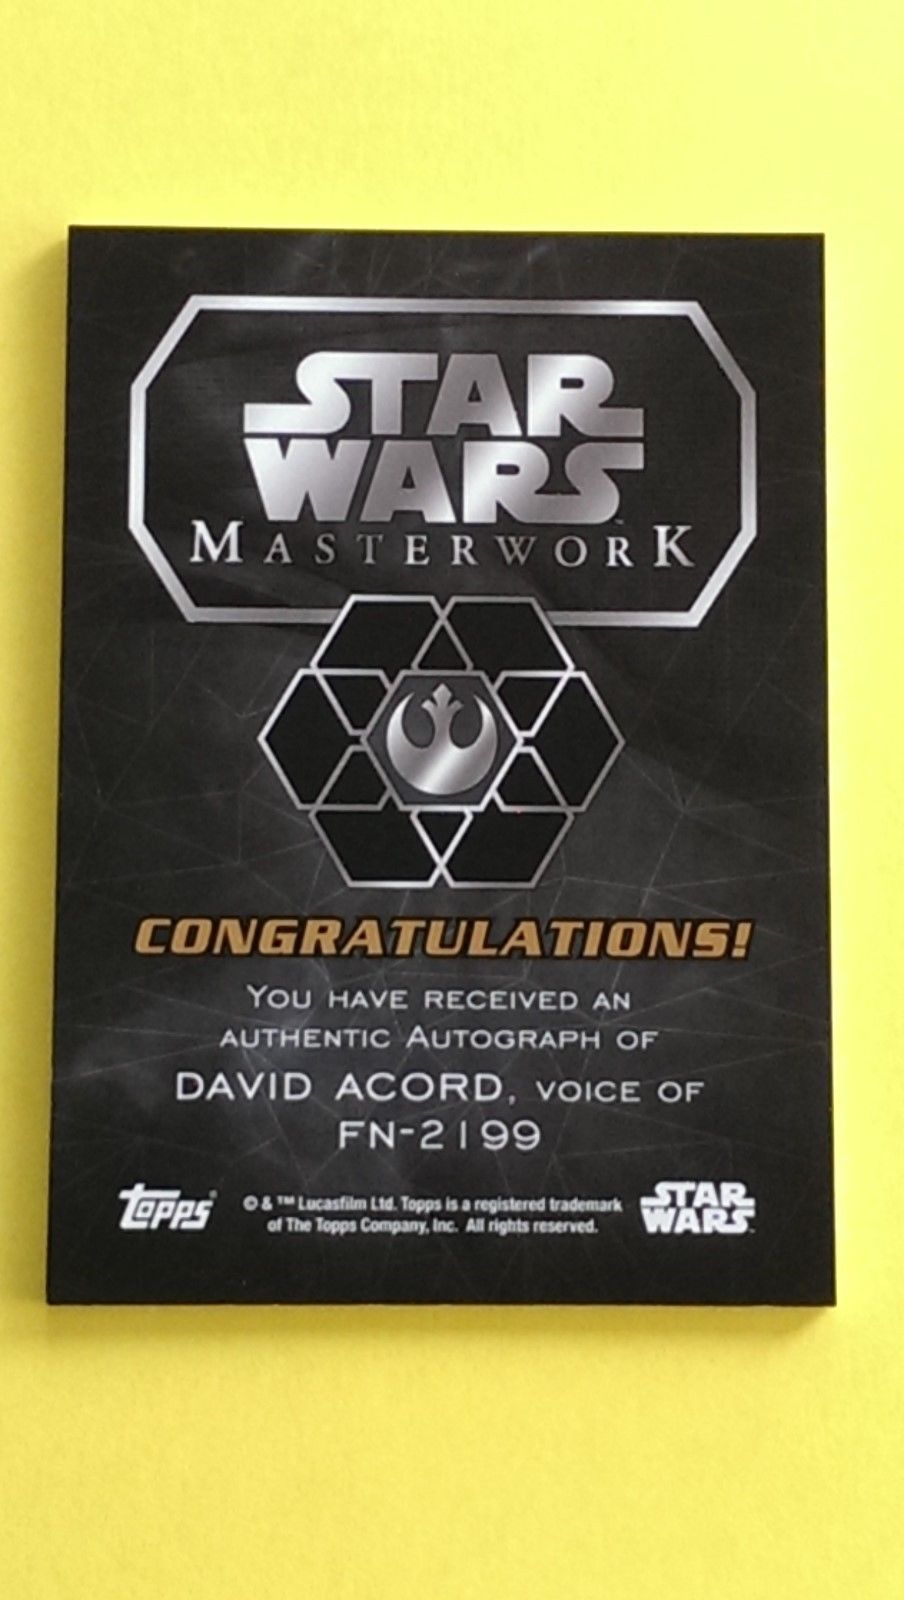 STAR
WARS
MASTERWORK
CONGRATULATIONS!
YOU HAVE RECEIVED AN
AUTHENTIC AUTOGRAPH OF
DAVID ACORD, VOICE OF
FN-2199
topps® © & ™ Lucasfilm Ltd. Topps is a registered trademark
of The Topps Company, Inc. All rights reserved.
STAR
WARS